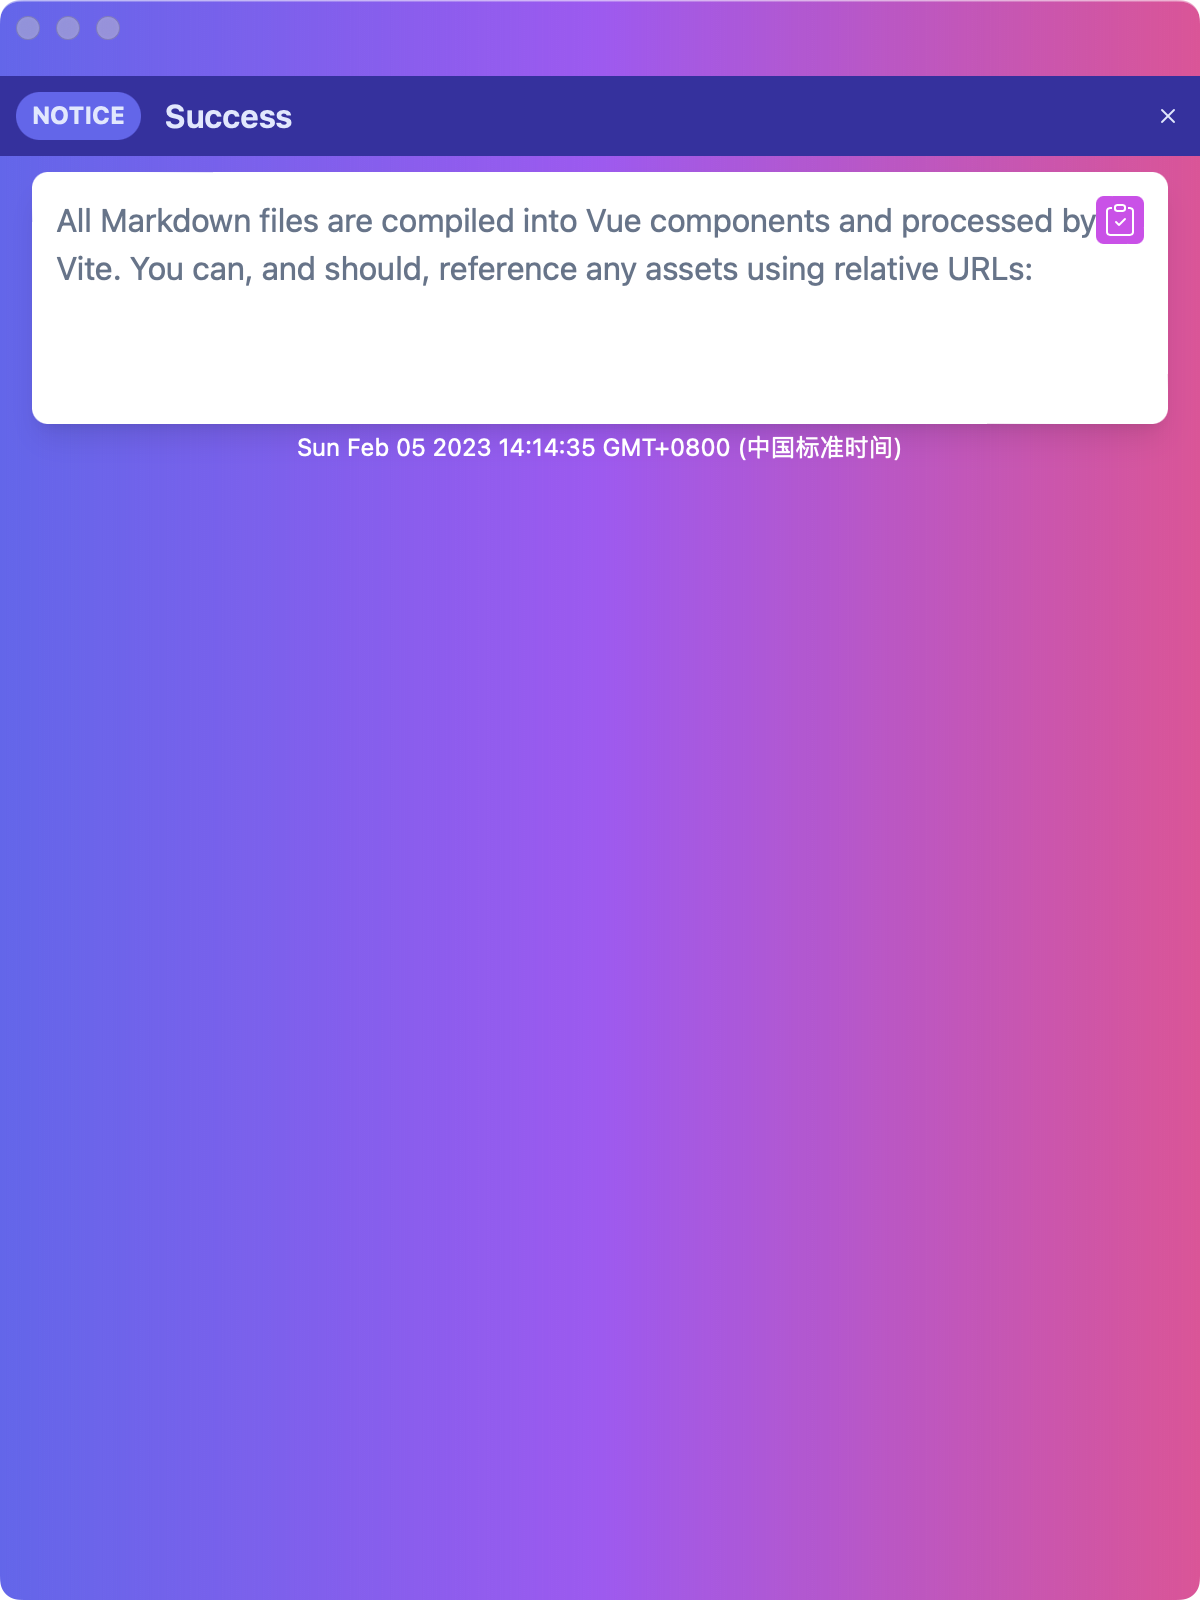 NOTICE Success
All Markdown files are compiled into Vue components and processed by
Vite. You can, and should, reference any assets using relative URLs:
Sun Feb 05 2023 14:14:35 GMT+0800 (中国标准时间)